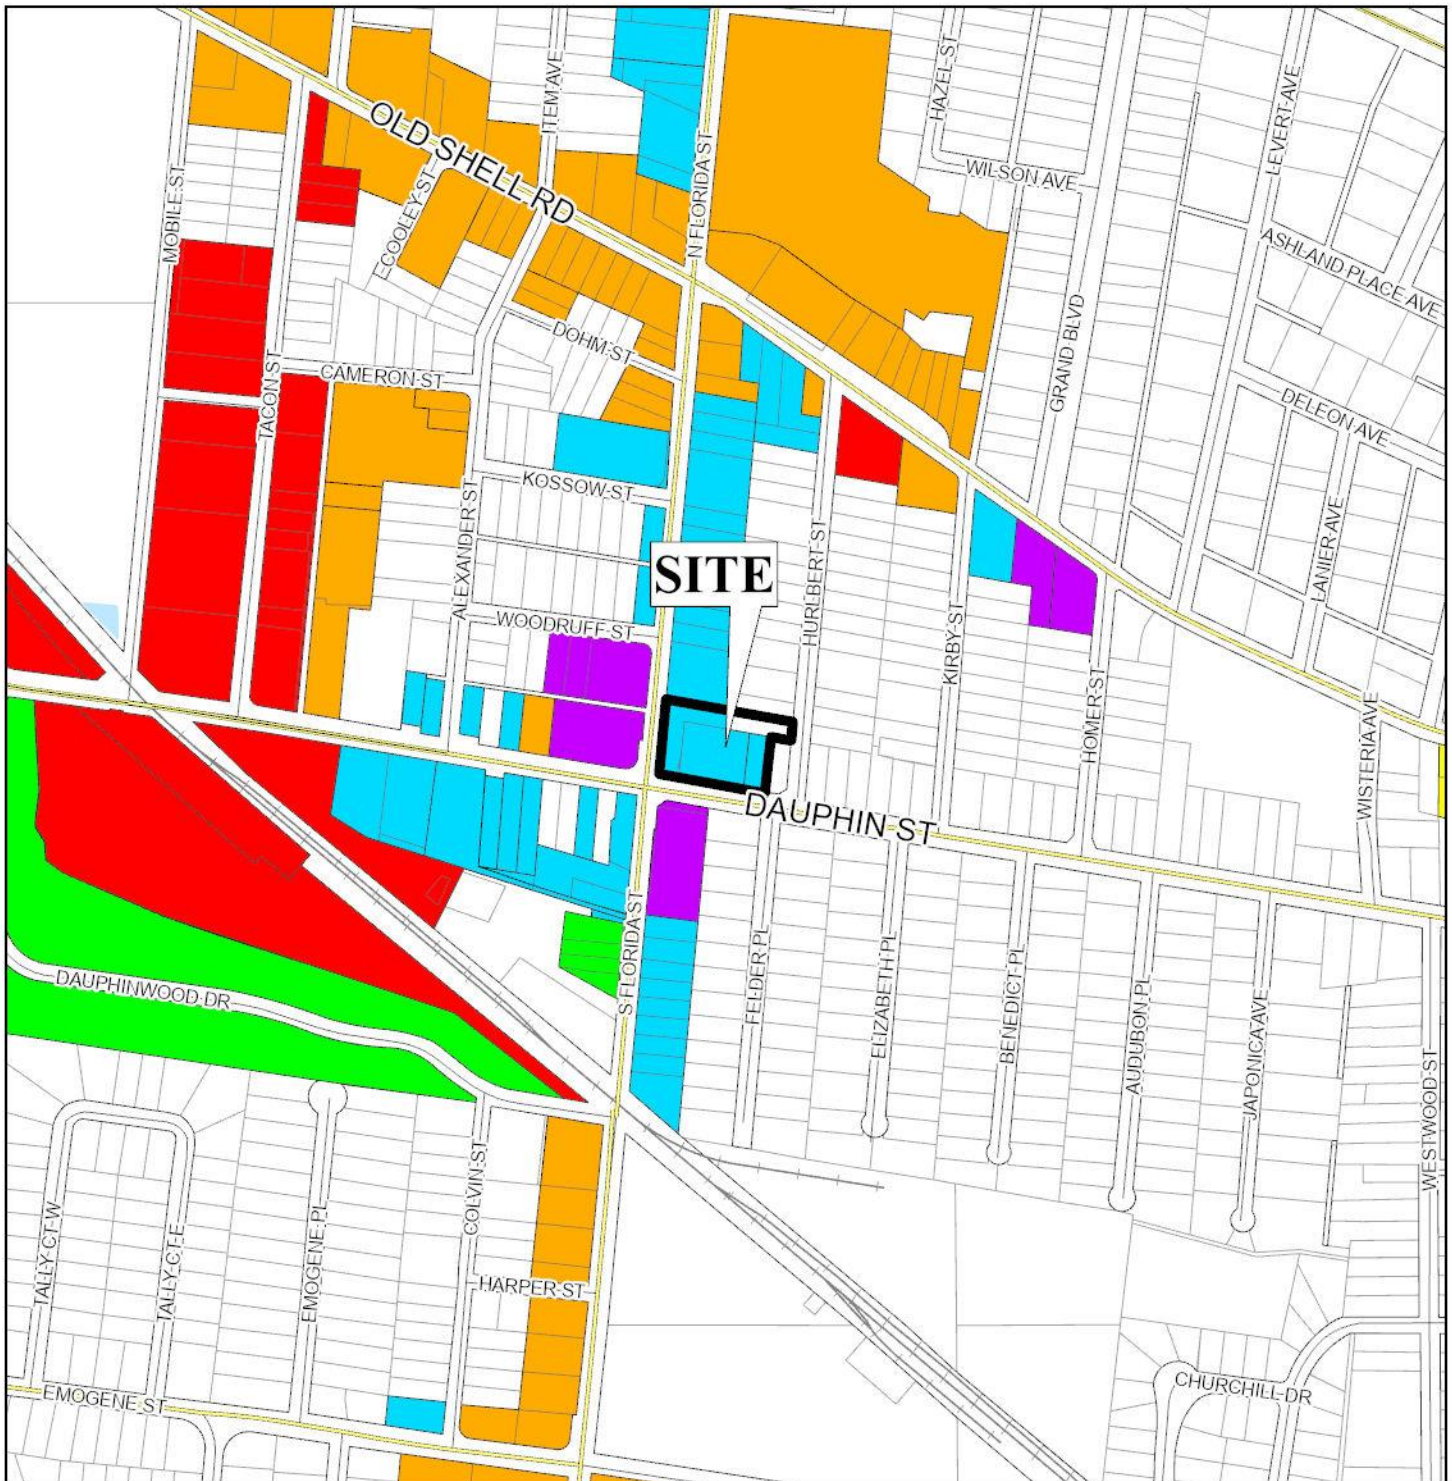 OLD SHELL RD
ITEM AVE
N FLORIDA ST
HAZEL ST
LEVERT AVE
WILSON AVE
MOBILE ST
ECOOLEY ST
ASHLAND PLACE AVE
DOHM ST
GRAND BLVD
TACON ST
CAMERON ST
DELEON AVE
KOSSOW ST
ALEXANDER ST
HURLBERT ST
LANIER AVE
SITE
WOODRUFF ST
KIRBY ST
HOMER ST
WISTERIA AVE
DAUPHIN ST
S FLORIDA ST
FELDER PL
ELIZABETH PL
BENEDICT PL
AUDUBON PL
JAPONICA AVE
DAUPHINWOOD DR
WESTWOOD ST
TALLY CT W
TALLY CT E
EMOGENE PL
COLVIN ST
HARPER ST
EMOGENE ST
CHURCHILL DR